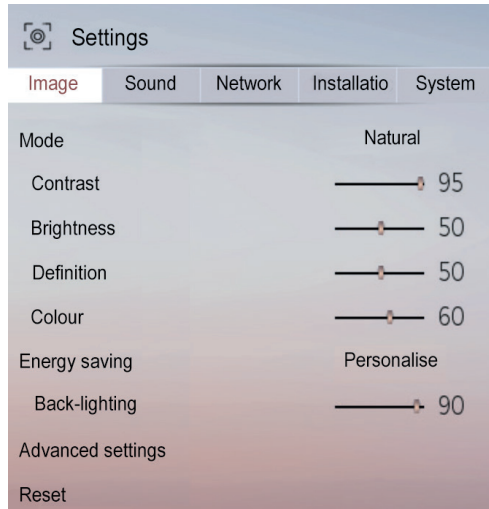 Settings
Image Sound Network Installatio System
Mode Natural
Contrast 95
Brightness 50
Definition 50
Colour 60
Energy saving Personalise
Back-lighting 90
Advanced settings
Reset